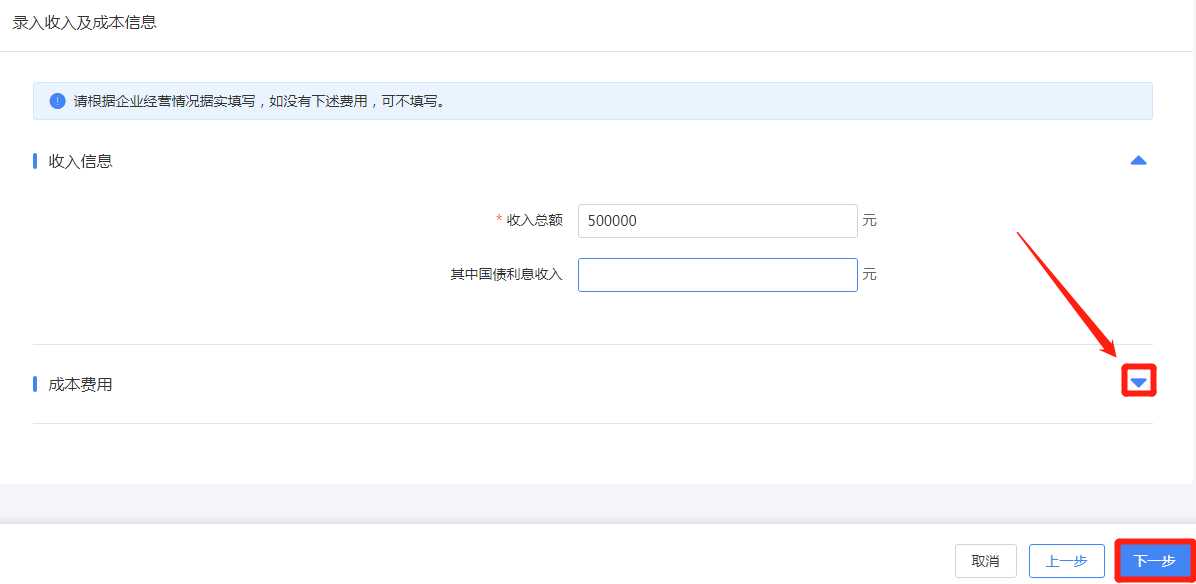 录入收入及成本信息
请根据企业经营情况据实填写，如没有下述费用，可不填写。
收入信息
* 收入总额 500000 元
其中国债利息收入 元
成本费用
取消 上一步 下一步